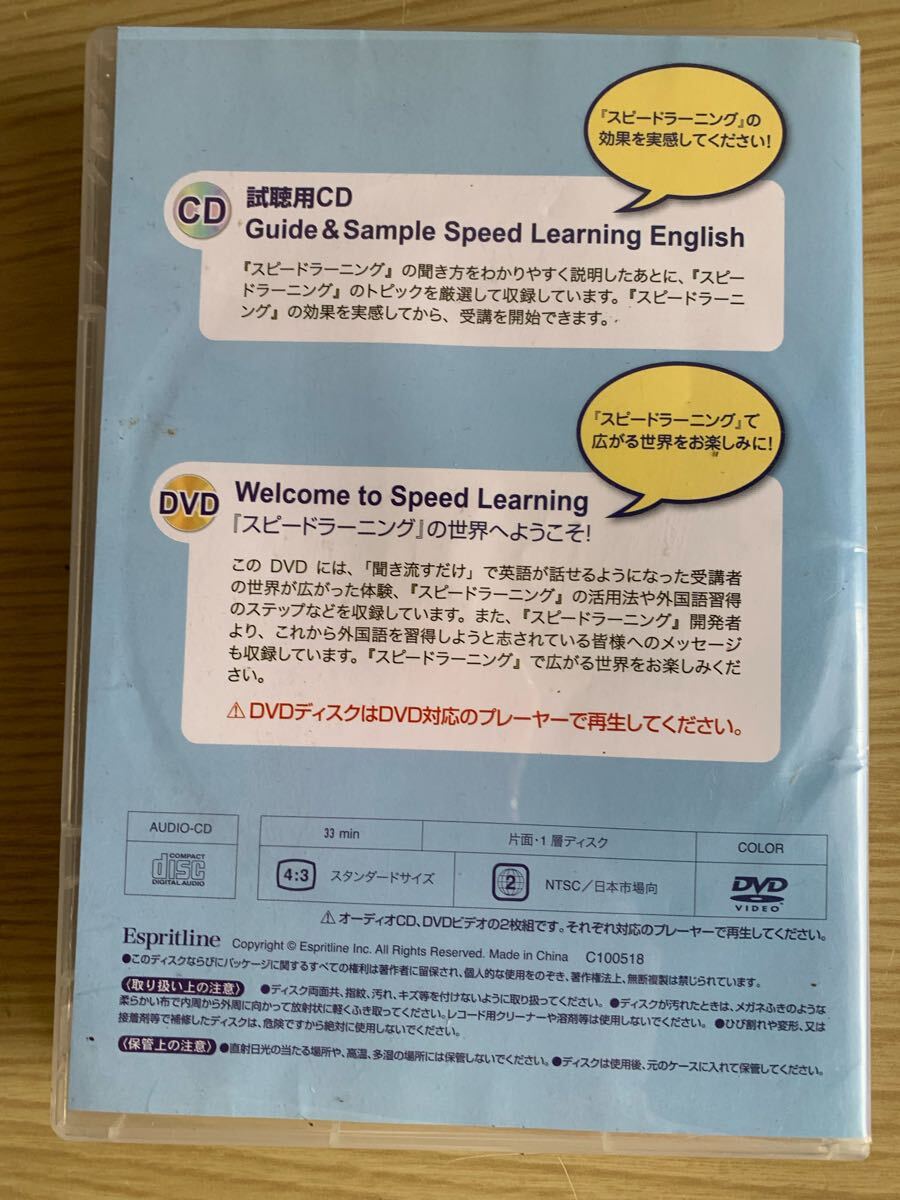 『スピードラーニング』の
効果を実感してください!
CD
試聴用CD
Guide & Sample Speed Learning English
『スピードラーニング』の聞き方をわかりやすく説明したあとに、『スピー
ドラーニング』のトピックを厳選して収録しています。『スピードラーニ
ング』の効果を実感してから、受講を開始できます。
『スピードラーニング』で
広がる世界をお楽しみに!
DVD
Welcome to Speed Learning
『スピードラーニング』の世界へようこそ!
この DVD には、「聞き流すだけ」で英語が話せるようになった受講者
の世界が広がった体験、『スピードラーニング』の活用法や外国語習得
のステップなどを収録しています。また、『スピードラーニング』開発者
より、これから外国語を習得しようと志されている皆様へのメッセージ
も収録しています。『スピードラーニング』で広がる世界をお楽しみくだ
さい。
⚠DVDディスクはDVD対応のプレーヤーで再生してください。
AUDIO-CD
33 min
片面・1 層ディスク
COLOR
COMPACT
disc
DIGITAL AUDIO
4:3 スタンダードサイズ
2 NTSC/日本市場向
DVD
VIDEO
⚠オーディオCD、DVDビデオの2枚組です。それぞれ対応のプレーヤーで再生してください。
Espritline Copyright © Espritline Inc. All Rights Reserved. Made in China C100518
●このディスクならびにパッケージに関するすべての権利は著作者に留保され、個人的な使用をのぞき、著作権法上、無断複製は禁じられています。
〈取り扱い上の注意〉 ●ディスク両面共、指紋、汚れ、キズ等を付けないように取り扱ってください。●ディスクが汚れたときは、メガネふきのような
柔らかい布で内周から外周に向かって放射状に軽くふき取ってください。レコード用クリーナーや溶剤等は使用しないでください。 ●ひび割れや変形、又は
接着剤等で補修したディスクは、危険ですから絶対に使用しないでください。
〈保管上の注意〉 ●直射日光の当たる場所や、高温、多湿の場所には保管しないでください。●ディスクは使用後、元のケースに入れて保管してください。